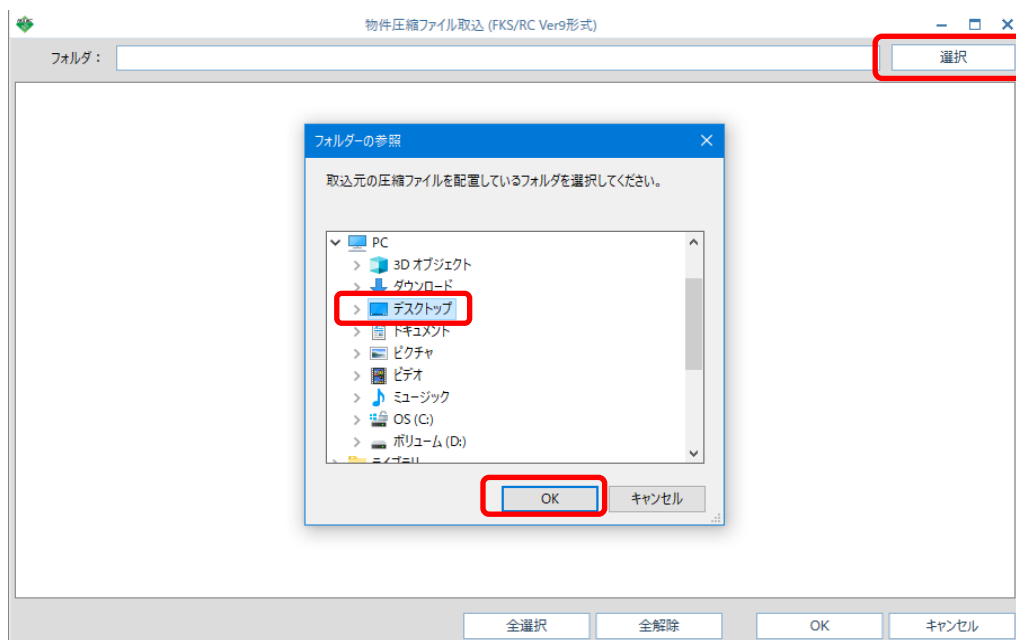 物件圧縮ファイル取込 (FKS/RC Ver9形式)
フォルダ：
選択
フォルダーの参照
取込元の圧縮ファイルを配置しているフォルダを選択してください。
PC
3D オブジェクト
ダウンロード
デスクトップ
ドキュメント
ピクチャ
ビデオ
ミュージック
OS (C:)
ボリューム (D:)
ライブラリ
OK
キャンセル
全選択
全解除
OK
キャンセル